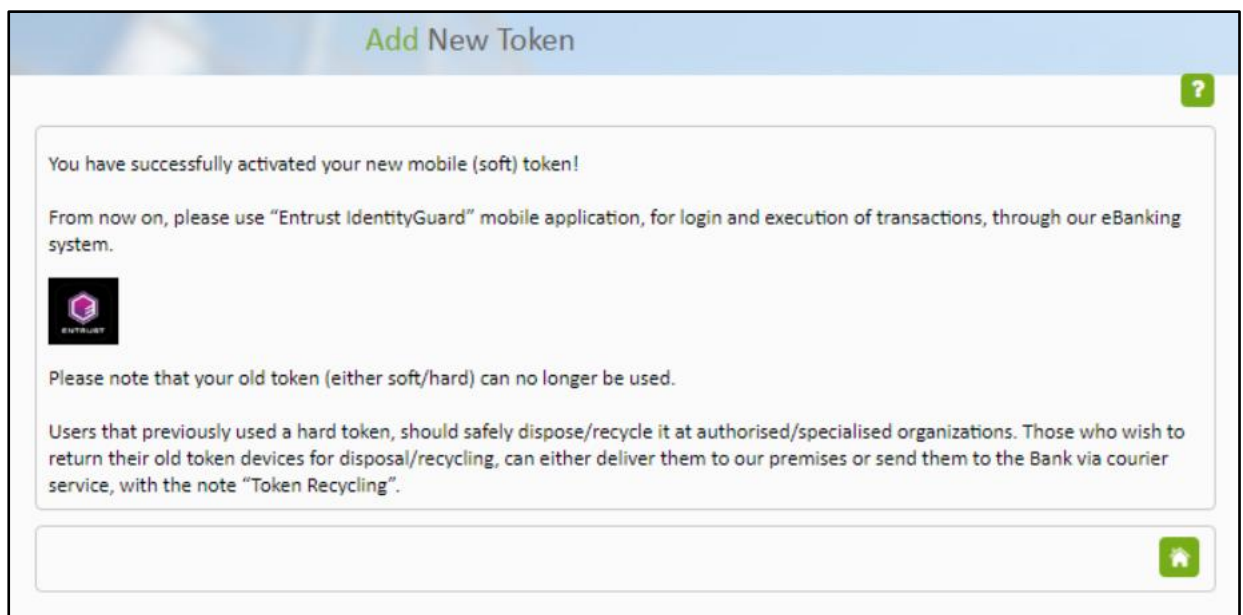 Add New Token
?
You have successfully activated your new mobile (soft) token!
From now on, please use “Entrust IdentityGuard” mobile application, for login and execution of transactions, through our eBanking
system.
ENTRUST
Please note that your old token (either soft/hard) can no longer be used.
Users that previously used a hard token, should safely dispose/recycle it at authorised/specialised organizations. Those who wish to
return their old token devices for disposal/recycling, can either deliver them to our premises or send them to the Bank via courier
service, with the note “Token Recycling”.